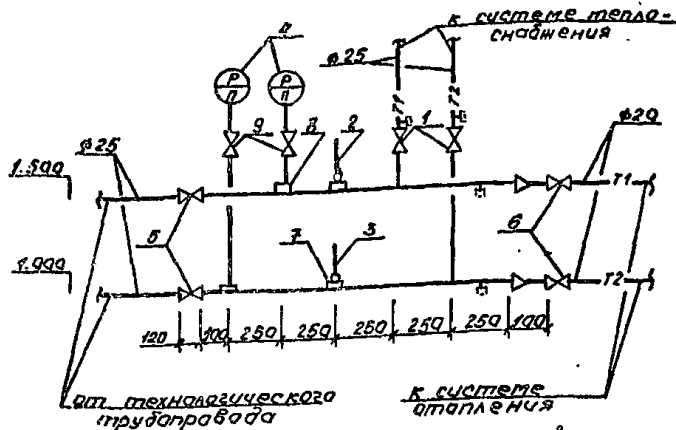 к системе тепло-
снабжения
4
Р
П
Р
П
ф25
Т1
Т2
9
8
2
1
ф20
ф25
1.500
Т1
5
7
3
6
1.000
Т2
120
100
250
250
250
250
250
100
от технологического
трубопровода
к системе
отопления